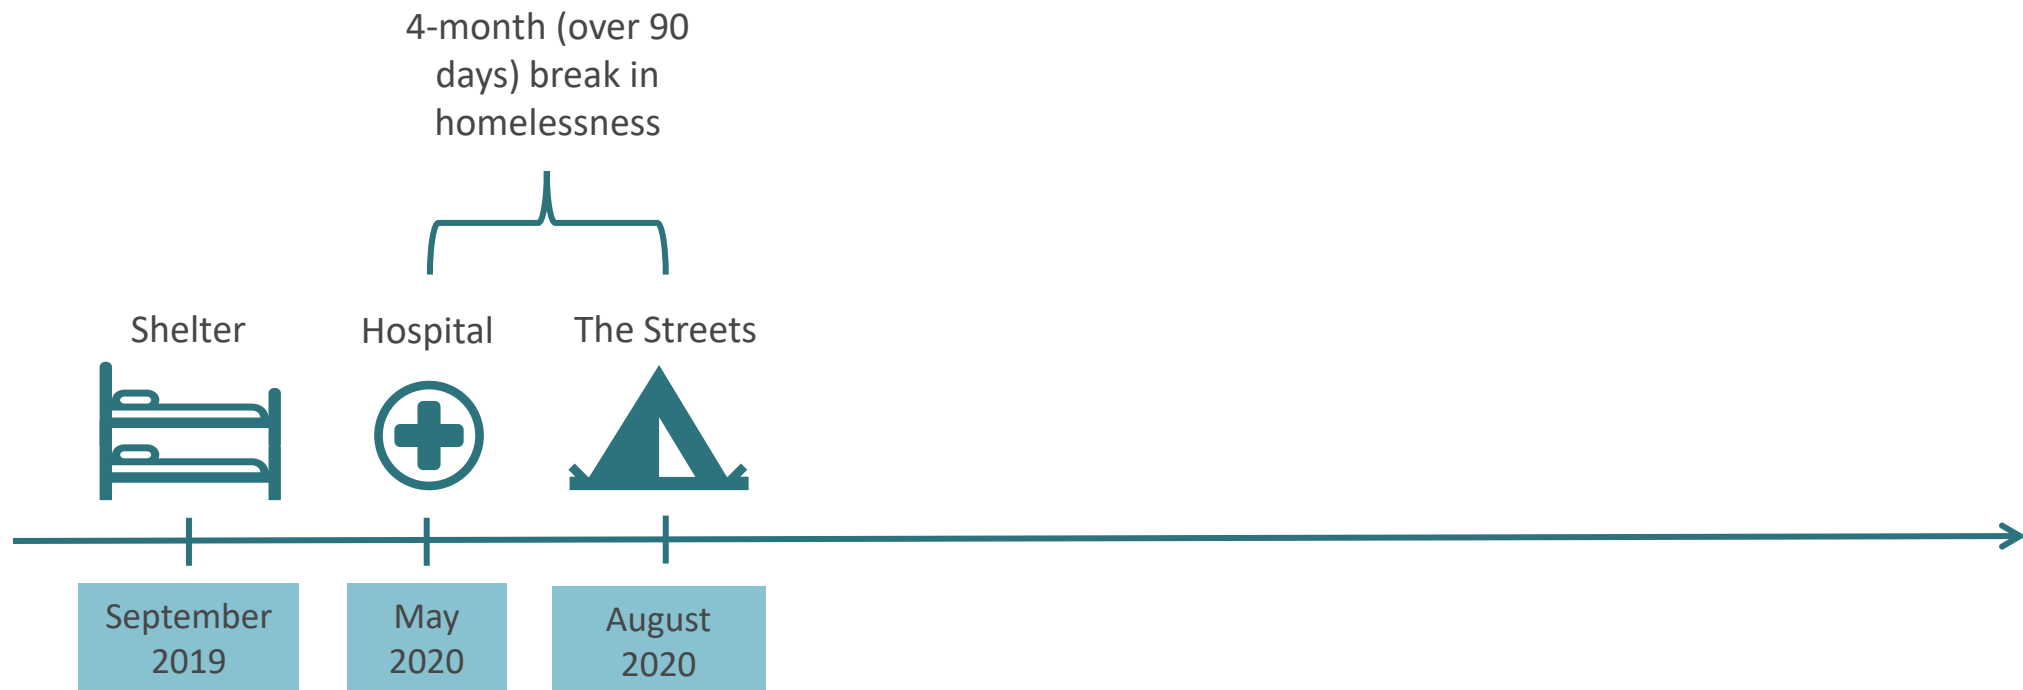 4-month (over 90
days) break in
homelessness
Shelter
Hospital
The Streets
September
2019
May
2020
August
2020